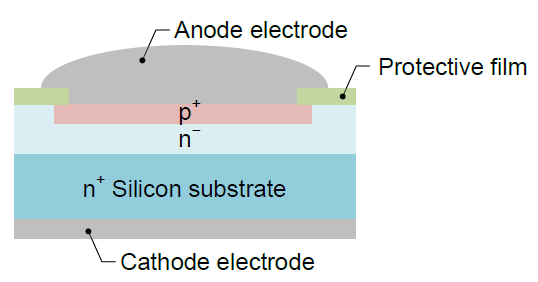 Anode electrode
Protective film
p⁺
n⁻
n⁺ Silicon substrate
Cathode electrode